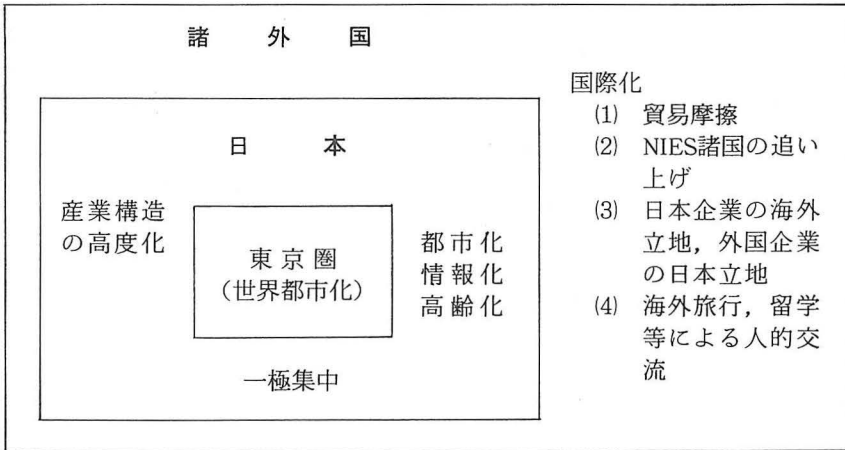 諸外国
国際化
(1) 貿易摩擦
(2) NIES諸国の追い
上げ
(3) 日本企業の海外
立地，外国企業
の日本立地
(4) 海外旅行，留学
等による人的交
流
日本
産業構造
の高度化
東京圏
（世界都市化）
都市化
情報化
高齢化
一極集中